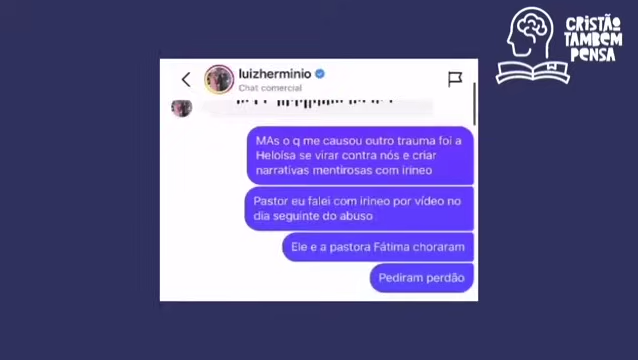 CRISTÃO
TAMBEM
PENSA
luizherminio
Chat comercial
MAs o q me causou outro trauma foi a
Heloísa se virar contra nós e criar
narrativas mentirosas com irineo
Pastor eu falei com irineo por vídeo no
dia seguinte do abuso
Ele e a pastora Fátima choraram
Pediram perdão